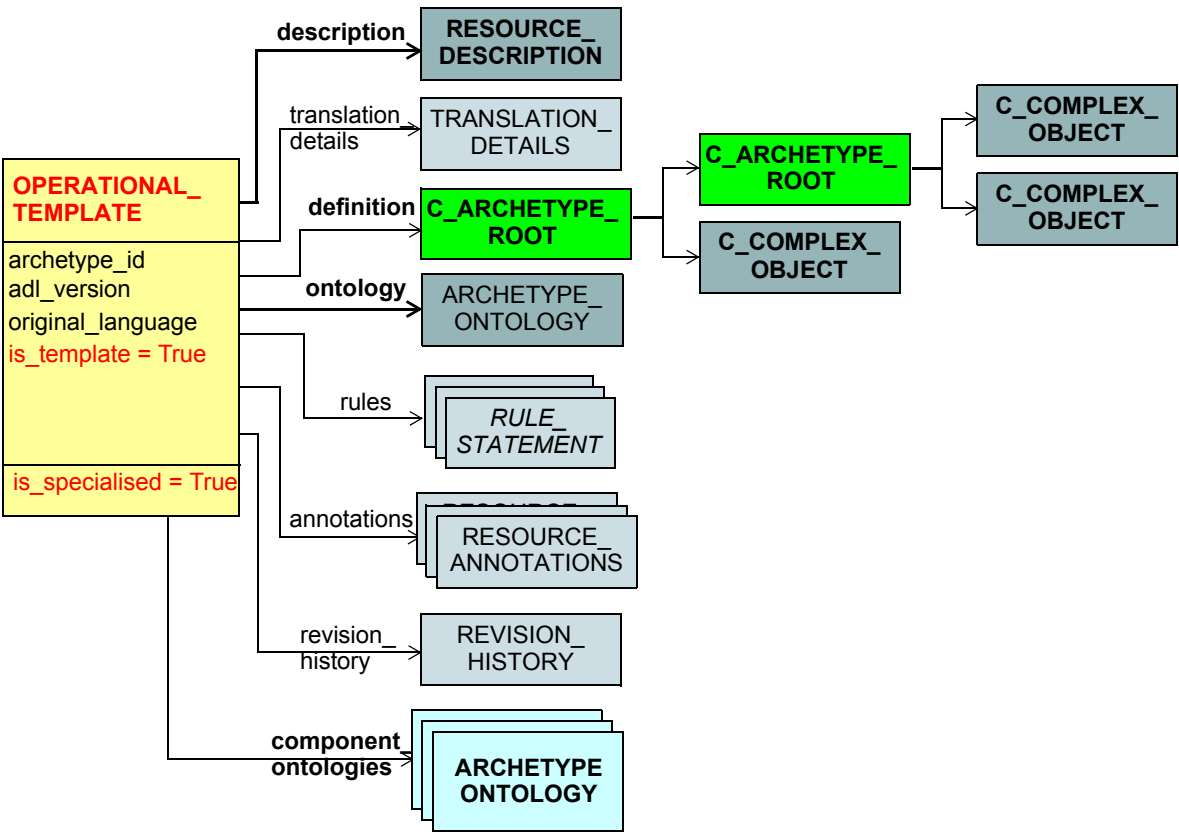 description
RESOURCE_
DESCRIPTION
translation_
details
TRANSLATION_
DETAILS
C_COMPLEX_
OBJECT
C_ARCHETYPE_
ROOT
C_COMPLEX_
OBJECT
OPERATIONAL_
TEMPLATE
archetype_id
adl_version
original_language
is_template = True
is_specialised = True
definition
C_ARCHETYPE_
ROOT
C_COMPLEX_
OBJECT
ontology
ARCHETYPE_
ONTOLOGY
rules
RULE_
STATEMENT
annotations
RESOURCE_
RESOURCE_
ANNOTATIONS
revision_
history
REVISION_
HISTORY
component_
ontologies
ARCHETYPE
ONTOLOGY